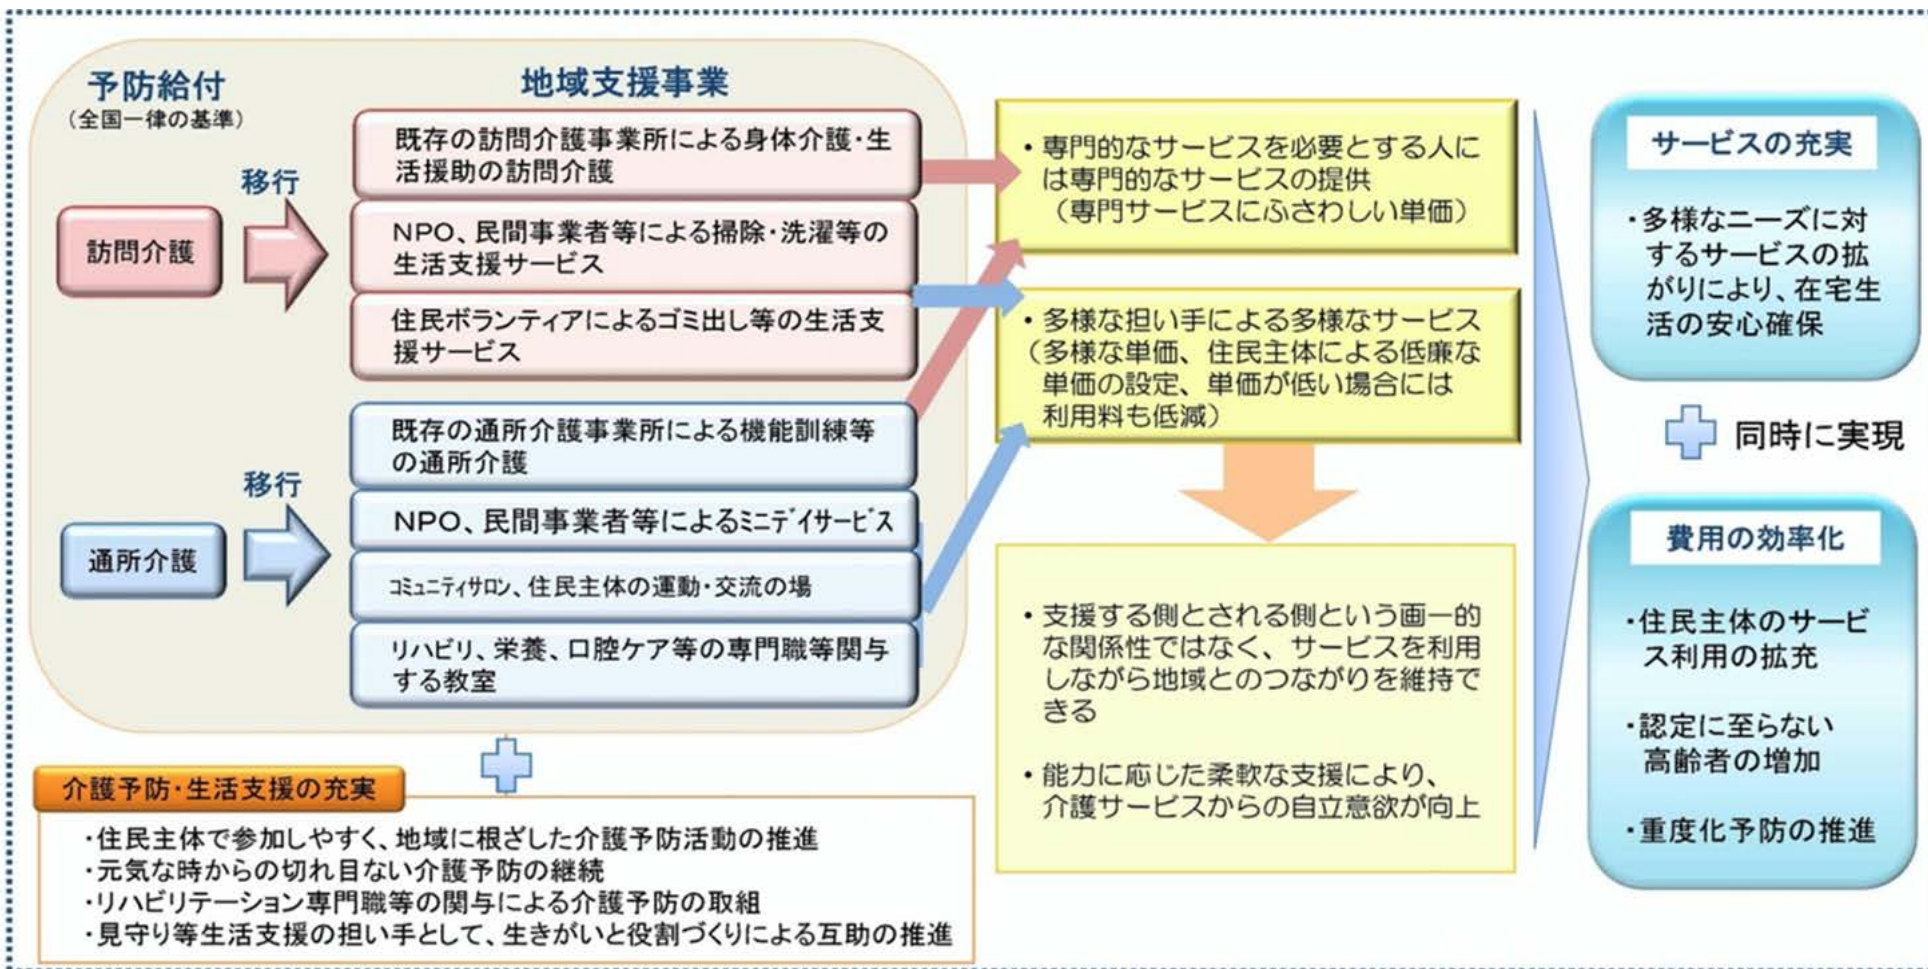 予防給付
（全国一律の基準）
地域支援事業
移行
訪問介護
既存の訪問介護事業所による身体介護・生
活援助の訪問介護
NPO、民間事業者等による掃除・洗濯等の
生活支援サービス
住民ボランティアによるゴミ出し等の生活支
援サービス
移行
通所介護
既存の通所介護事業所による機能訓練等
の通所介護
NPO、民間事業者等によるミニデイサービス
コミュニティサロン、住民主体の運動・交流の場
リハビリ、栄養、口腔ケア等の専門職等関与
する教室
介護予防・生活支援の充実
・住民主体で参加しやすく、地域に根ざした介護予防活動の推進
・元気な時からの切れ目ない介護予防の継続
・リハビリテーション専門職等の関与による介護予防の取組
・見守り等生活支援の担い手として、生きがいと役割づくりによる互助の推進
・専門的なサービスを必要とする人に
は専門的なサービスの提供
（専門サービスにふさわしい単価）
・多様な担い手による多様なサービス
（多様な単価、住民主体による低廉な
単価の設定、単価が低い場合には
利用料も低減）
・支援する側とされる側という画一的
な関係性ではなく、サービスを利用
しながら地域とのつながりを維持で
きる
・能力に応じた柔軟な支援により、
介護サービスからの自立意欲が向上
サービスの充実
・多様なニーズに対
するサービスの拡
がりにより、在宅生
活の安心確保
同時に実現
費用の効率化
・住民主体のサービ
ス利用の拡充
・認定に至らない
高齢者の増加
・重度化予防の推進